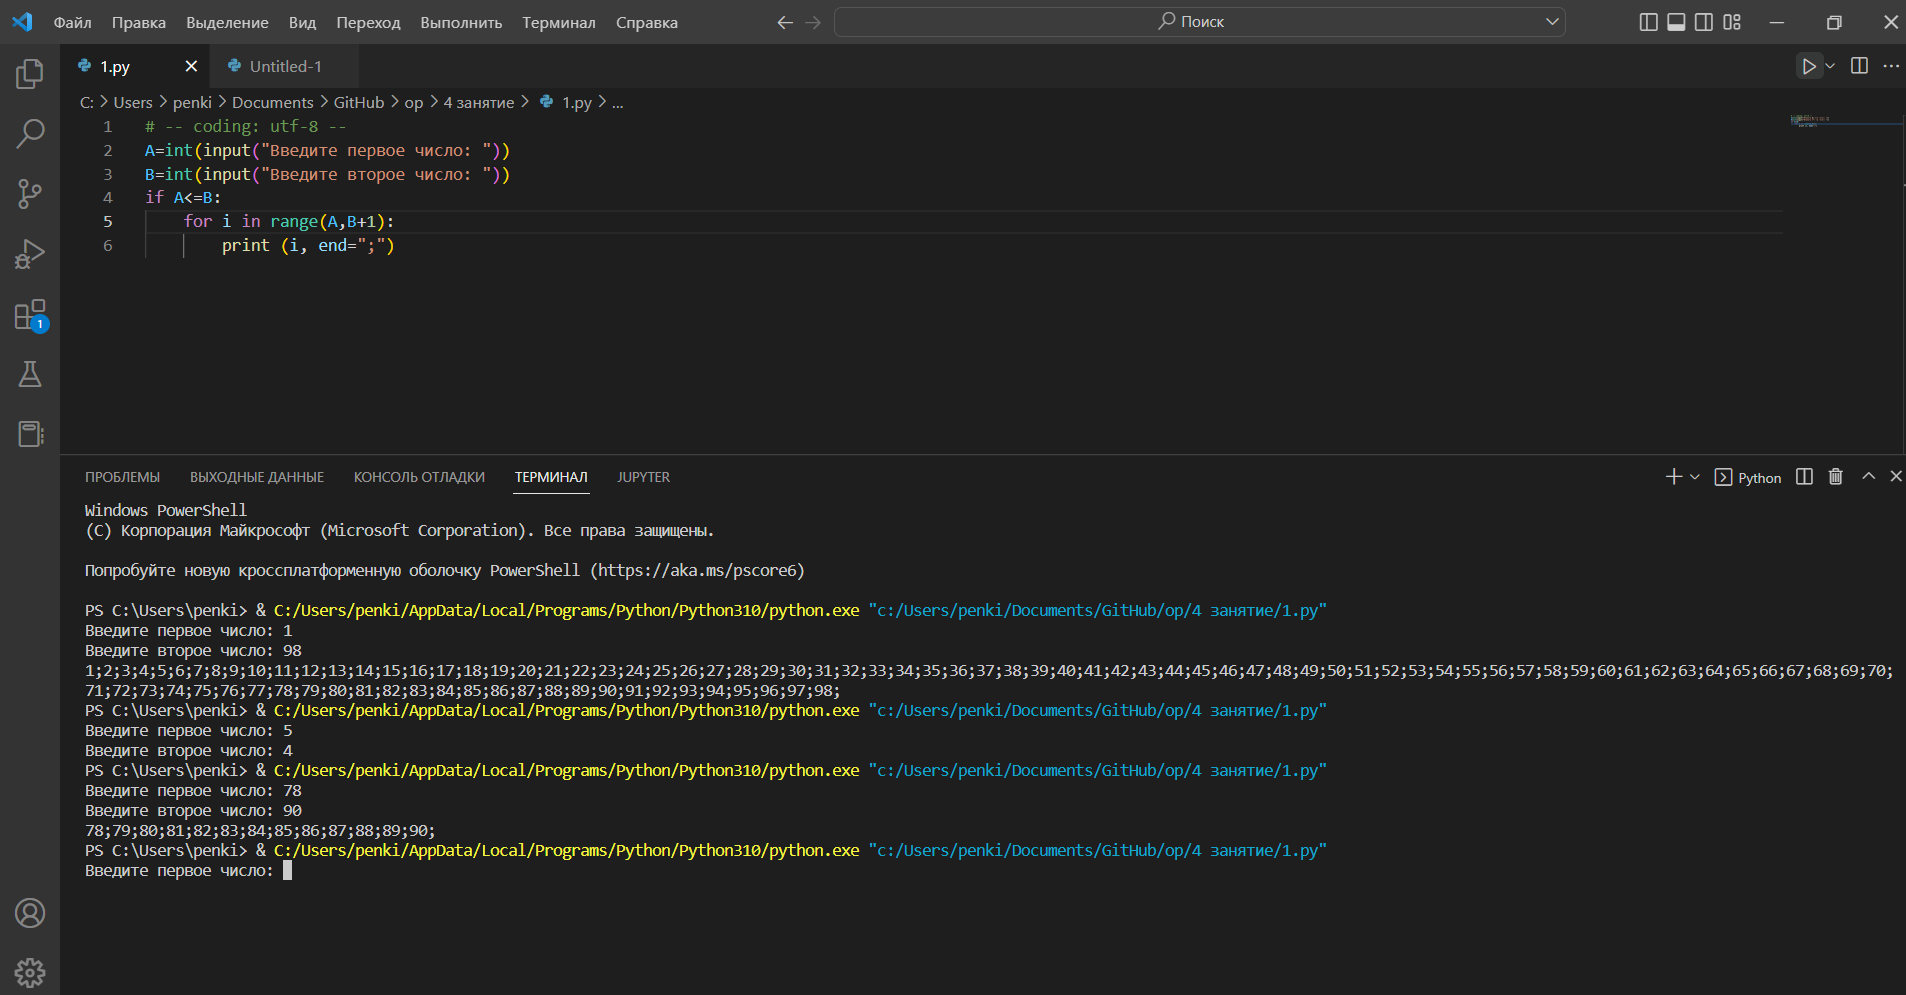 Файл Правка Выделение Вид Переход Выполнить Терминал Справка Поиск
1.py Untitled-1
C: > Users > penki > Documents > GitHub > op > 4 занятие > 1.py > ...
1 # -- coding: utf-8 --
2 A=int(input("Введите первое число: "))
3 B=int(input("Введите второе число: "))
4 if A<=B:
5 for i in range(A,B+1):
6 print (i, end=";")
1
ПРОБЛЕМЫ ВЫХОДНЫЕ ДАННЫЕ КОНСОЛЬ ОТЛАДКИ ТЕРМИНАЛ JUPYTER Python
Windows PowerShell
(C) Корпорация Майкрософт (Microsoft Corporation). Все права защищены.
Попробуйте новую кроссплатформенную оболочку PowerShell (https://aka.ms/pscore6)
PS C:\Users\penki> & C:/Users/penki/AppData/Local/Programs/Python/Python310/python.exe "c:/Users/penki/Documents/GitHub/op/4 занятие/1.py"
Введите первое число: 1
Введите второе число: 98
1;2;3;4;5;6;7;8;9;10;11;12;13;14;15;16;17;18;19;20;21;22;23;24;25;26;27;28;29;30;31;32;33;34;35;36;37;38;39;40;41;42;43;44;45;46;47;48;49;50;51;52;53;54;55;56;57;58;59;60;61;62;63;64;65;66;67;68;69;70;
71;72;73;74;75;76;77;78;79;80;81;82;83;84;85;86;87;88;89;90;91;92;93;94;95;96;97;98;
PS C:\Users\penki> & C:/Users/penki/AppData/Local/Programs/Python/Python310/python.exe "c:/Users/penki/Documents/GitHub/op/4 занятие/1.py"
Введите первое число: 5
Введите второе число: 4
PS C:\Users\penki> & C:/Users/penki/AppData/Local/Programs/Python/Python310/python.exe "c:/Users/penki/Documents/GitHub/op/4 занятие/1.py"
Введите первое число: 78
Введите второе число: 90
78;79;80;81;82;83;84;85;86;87;88;89;90;
PS C:\Users\penki> & C:/Users/penki/AppData/Local/Programs/Python/Python310/python.exe "c:/Users/penki/Documents/GitHub/op/4 занятие/1.py"
Введите первое число: